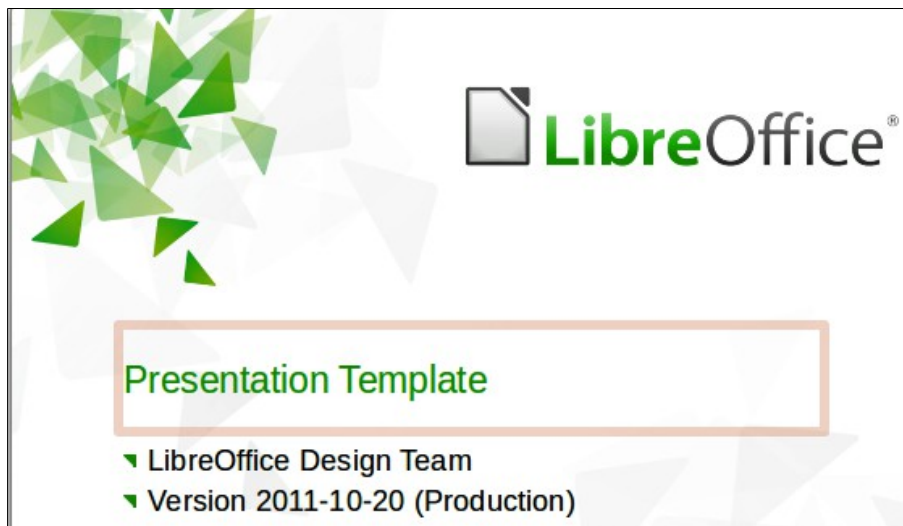 LibreOffice®
Presentation Template
LibreOffice Design Team
Version 2011-10-20 (Production)